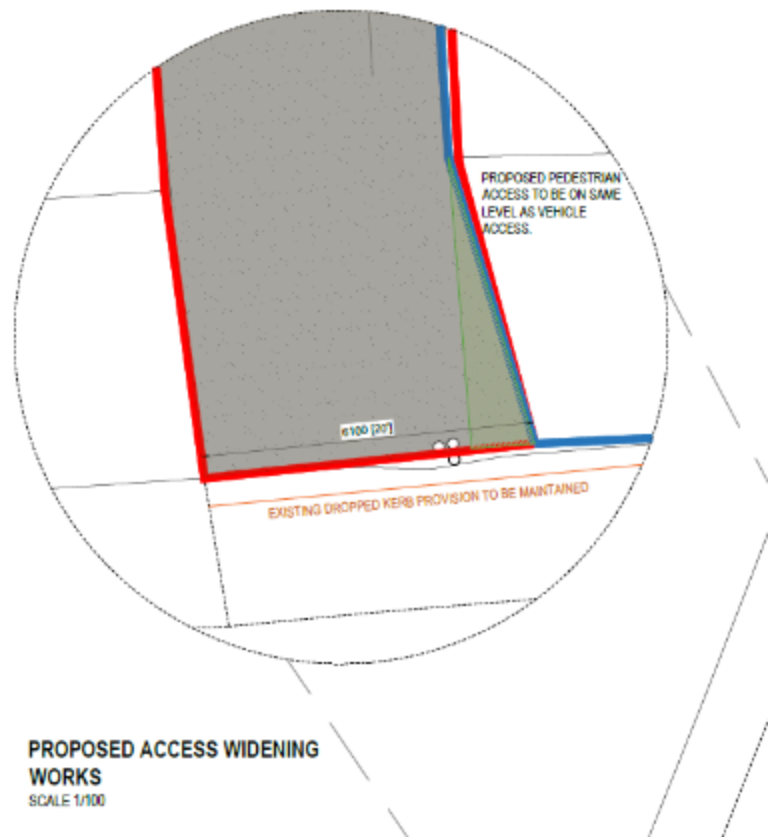 PROPOSED PEDESTRIAN
ACCESS TO BE ON SAME
LEVEL AS VEHICLE
ACCESS.
6100 [20']
EXISTING DROPPED KERB PROVISION TO BE MAINTAINED
PROPOSED ACCESS WIDENING
WORKS
SCALE 1/100